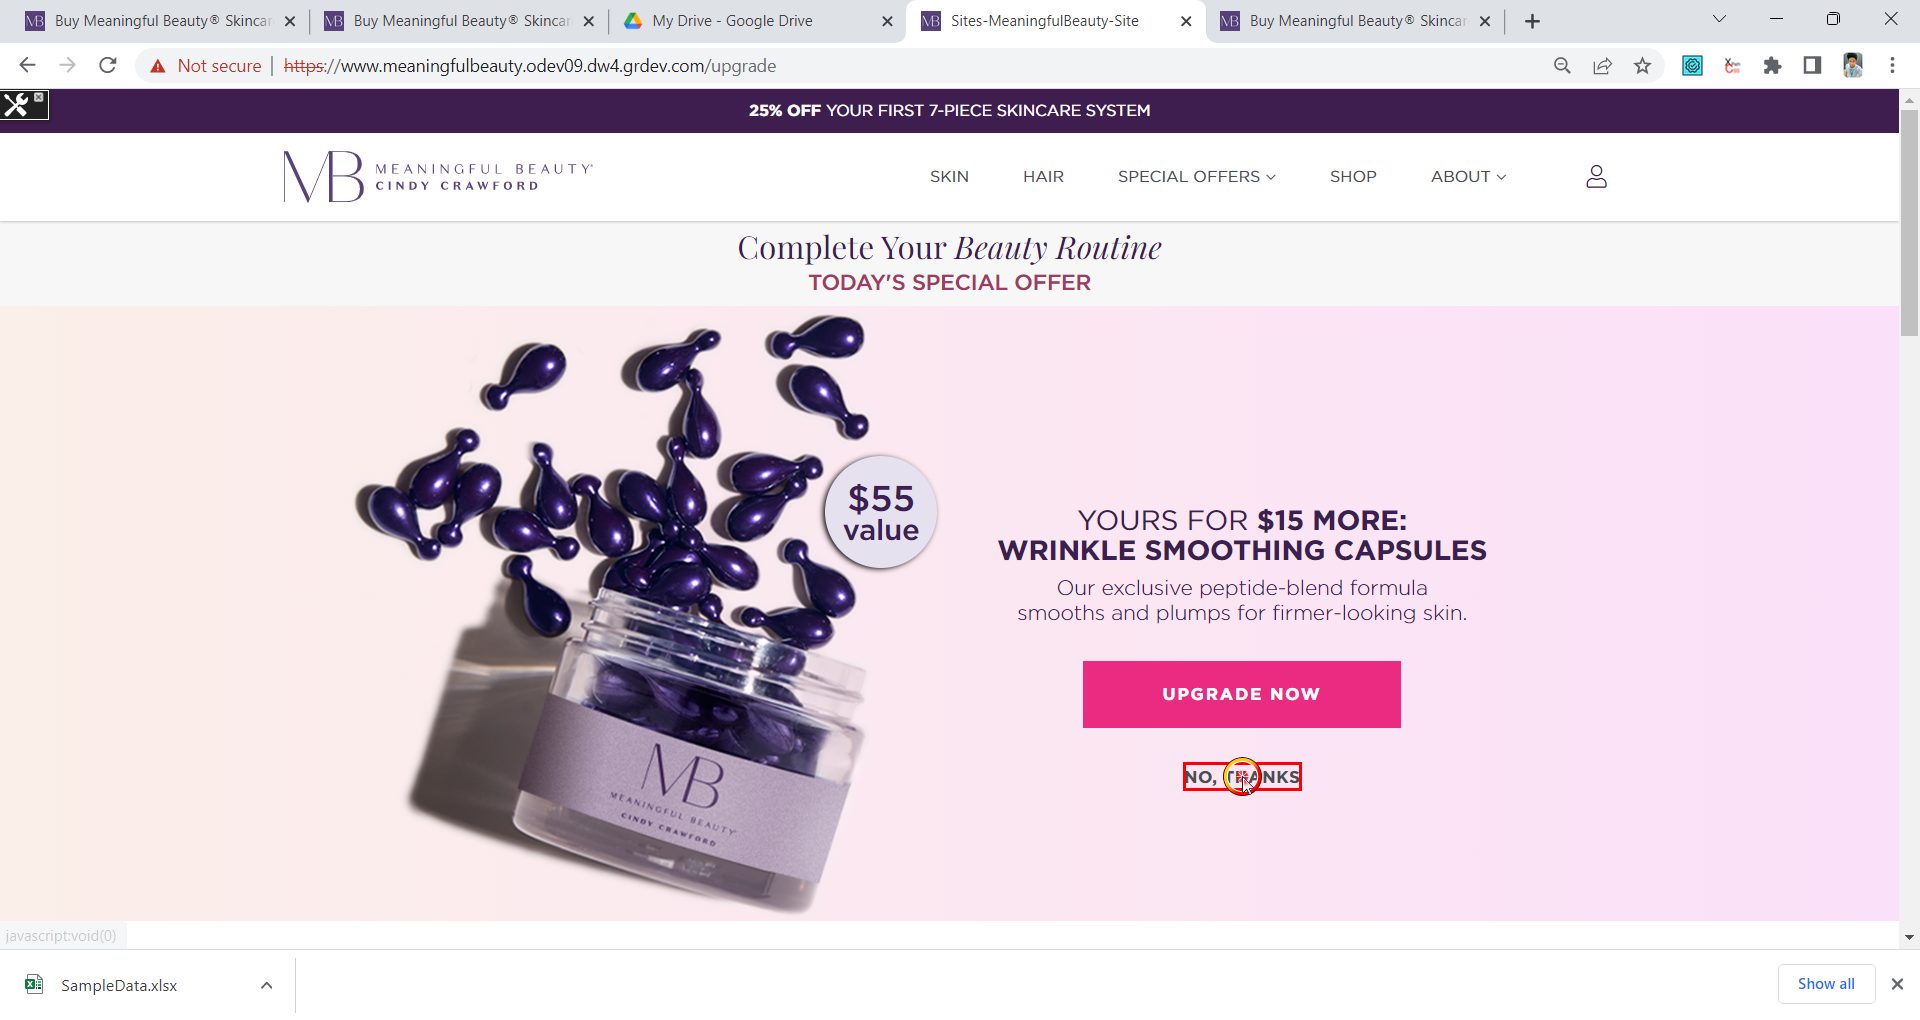 Buy Meaningful Beauty® Skincar
Buy Meaningful Beauty® Skincar
My Drive - Google Drive
Sites-MeaningfulBeauty-Site
Buy Meaningful Beauty® Skincar
Not secure
https://www.meaningfulbeauty.odev09.dw4.grdev.com/upgrade
25% OFF YOUR FIRST 7-PIECE SKINCARE SYSTEM
MB MEANINGFUL BEAUTY®
CINDY CRAWFORD
SKIN
HAIR
SPECIAL OFFERS
SHOP
ABOUT
Complete Your Beauty Routine
TODAY'S SPECIAL OFFER
$55
value
YOURS FOR $15 MORE:
WRINKLE SMOOTHING CAPSULES
Our exclusive peptide-blend formula
smooths and plumps for firmer-looking skin.
UPGRADE NOW
NO, THANKS
MB
MEANINGFUL BEAUTY®
CINDY CRAWFORD
javascript:void(0)
SampleData.xlsx
Show all